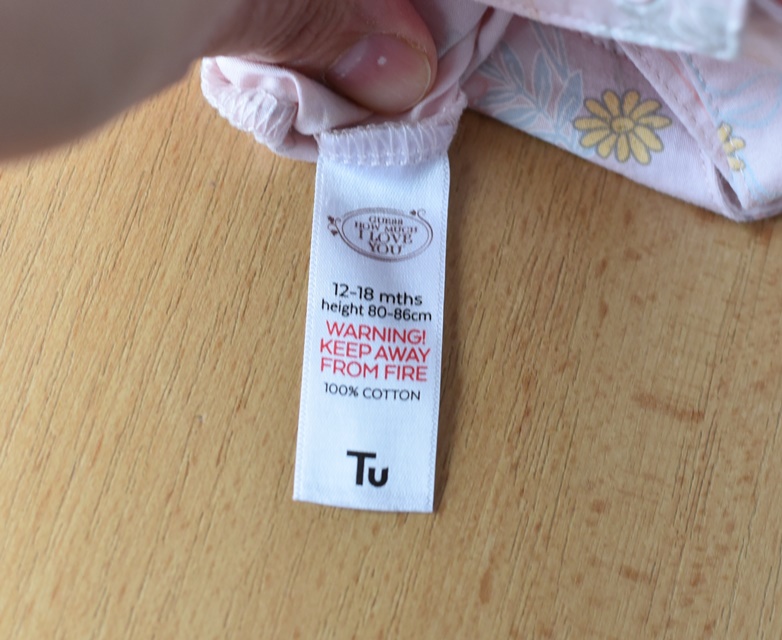 GUESS
HOW MUCH
I LOVE
YOU
12-18 mths
height 80-86cm
WARNING!
KEEP AWAY
FROM FIRE
100% COTTON
Tu